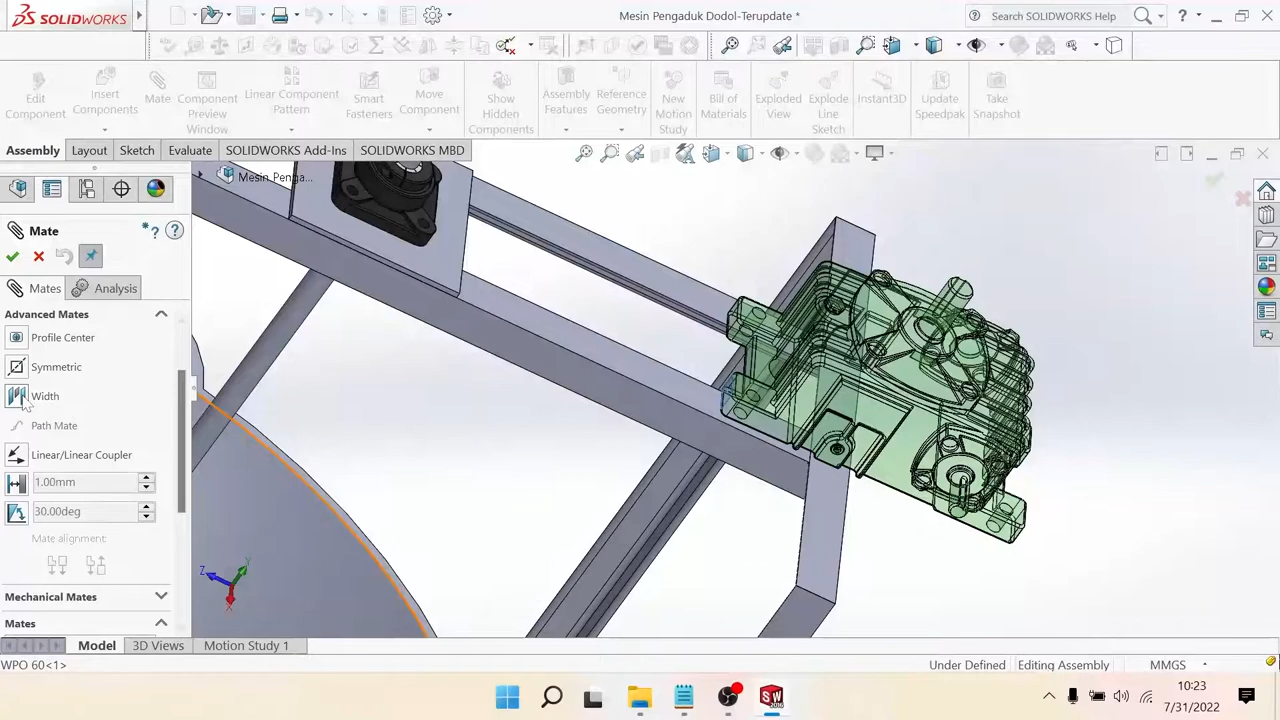 SOLIDWORKS
Mesin Pengaduk Dodol-Terupdate *
Search SOLIDWORKS Help
Edit Component
Insert Components
Mate
Component Preview Window
Linear Component Pattern
Smart Fasteners
Move Component
Show Hidden Components
Assembly Features
Reference Geometry
New Motion Study
Bill of Materials
Exploded View
Explode Line Sketch
Instant3D
Update Speedpak
Take Snapshot
Assembly
Layout
Sketch
Evaluate
SOLIDWORKS Add-Ins
SOLIDWORKS MBD
Mesin Penga...
Mate
Mates
Analysis
Advanced Mates
Profile Center
Symmetric
Width
Path Mate
Linear/Linear Coupler
1.00mm
30.00deg
Mate alignment:
Mechanical Mates
Mates
Z
Y
X
Model
3D Views
Motion Study 1
WPO 60<1>
Under Defined
Editing Assembly
MMGS
10:23
7/31/2022